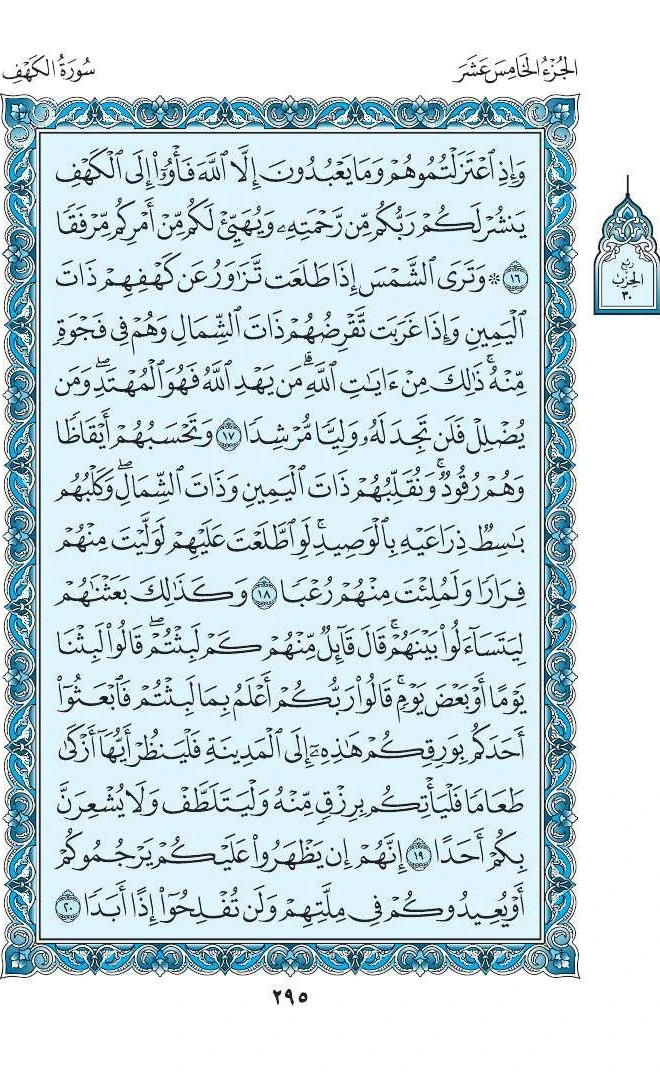 الجُزْءُ الخَامِسَ عَشَرَ
سُورَةُ الكَهْفِ
وَإِذِ ٱعْتَزَلْتُمُوهُمْ وَمَا يَعْبُدُونَ إِلَّا ٱللَّهَ فَأْوُۥٓا۟ إِلَى ٱلْكَهْفِ
يَنشُرْ لَكُمْ رَبُّكُم مِّن رَّحْمَتِهِۦ وَيُهَيِّئْ لَكُم مِّنْ أَمْرِكُم مِّرْفَقًا
١٦ ۞ وَتَرَى ٱلشَّمْسَ إِذَا طَلَعَت تَّزَٰوَرُ عَن كَهْفِهِمْ ذَاتَ
ٱلْيَمِينِ وَإِذَا غَرَبَت تَّقْرِضُهُمْ ذَاتَ ٱلشِّمَالِ وَهُمْ فِى فَجْوَةٍ
مِّنْهُ ۚ ذَٰلِكَ مِنْ ءَايَٰتِ ٱللَّهِ ۗ مَن يَهْدِ ٱللَّهُ فَهُوَ ٱلْمُهْتَدِ ۖ وَمَن
يُضْلِلْ فَلَن تَجِدَ لَهُۥ وَلِيًّا مُّرْشِدًا ١٧ وَتَحْسَبُهُمْ أَيْقَاظًا
وَهُمْ رُقُودٌ ۚ وَنُقَلِّبُهُمْ ذَاتَ ٱلْيَمِينِ وَذَاتَ ٱلشِّمَالِ ۖ وَكَلْبُهُم
بَٰسِطٌ ذِرَاعَيْهِ بِٱلْوَصِيدِ ۚ لَوِ ٱطَّلَعْتَ عَلَيْهِمْ لَوَلَّيْتَ مِنْهُمْ
فِرَارًا وَلَمُلِئْتَ مِنْهُمْ رُعْبًا ١٨ وَكَذَٰلِكَ بَعَثْنَٰهُمْ
لِيَتَسَآءَلُوا۟ بَيْنَهُمْ ۚ قَالَ قَآئِلٌ مِّنْهُمْ كَمْ لَبِثْتُمْ ۖ قَالُوا۟ لَبِثْنَا
يَوْمًا أَوْ بَعْضَ يَوْمٍ ۚ قَالُوا۟ رَبُّكُمْ أَعْلَمُ بِمَا لَبِثْتُمْ فَٱبْعَثُوٓا۟
أَحَدَكُم بِوَرِقِكُمْ هَٰذِهِۦٓ إِلَى ٱلْمَدِينَةِ فَلْيَنظُرْ أَيُّهَآ أَزْكَىٰ
طَعَامًا فَلْيَأْتِكُم بِرِزْقٍ مِّنْهُ وَلْيَتَلَطَّفْ وَلَا يُشْعِرَنَّ
بِكُمْ أَحَدًا ١٩ إِنَّهُمْ إِن يَظْهَرُوا۟ عَلَيْكُمْ يَرْجُمُوكُمْ
أَوْ يُعِيدُوكُمْ فِى مِلَّتِهِمْ وَلَن تُفْلِحُوٓا۟ إِذًا أَبَدًا ٢٠
رُبْع
الحِزْبِ
٣٠
٢٩٥